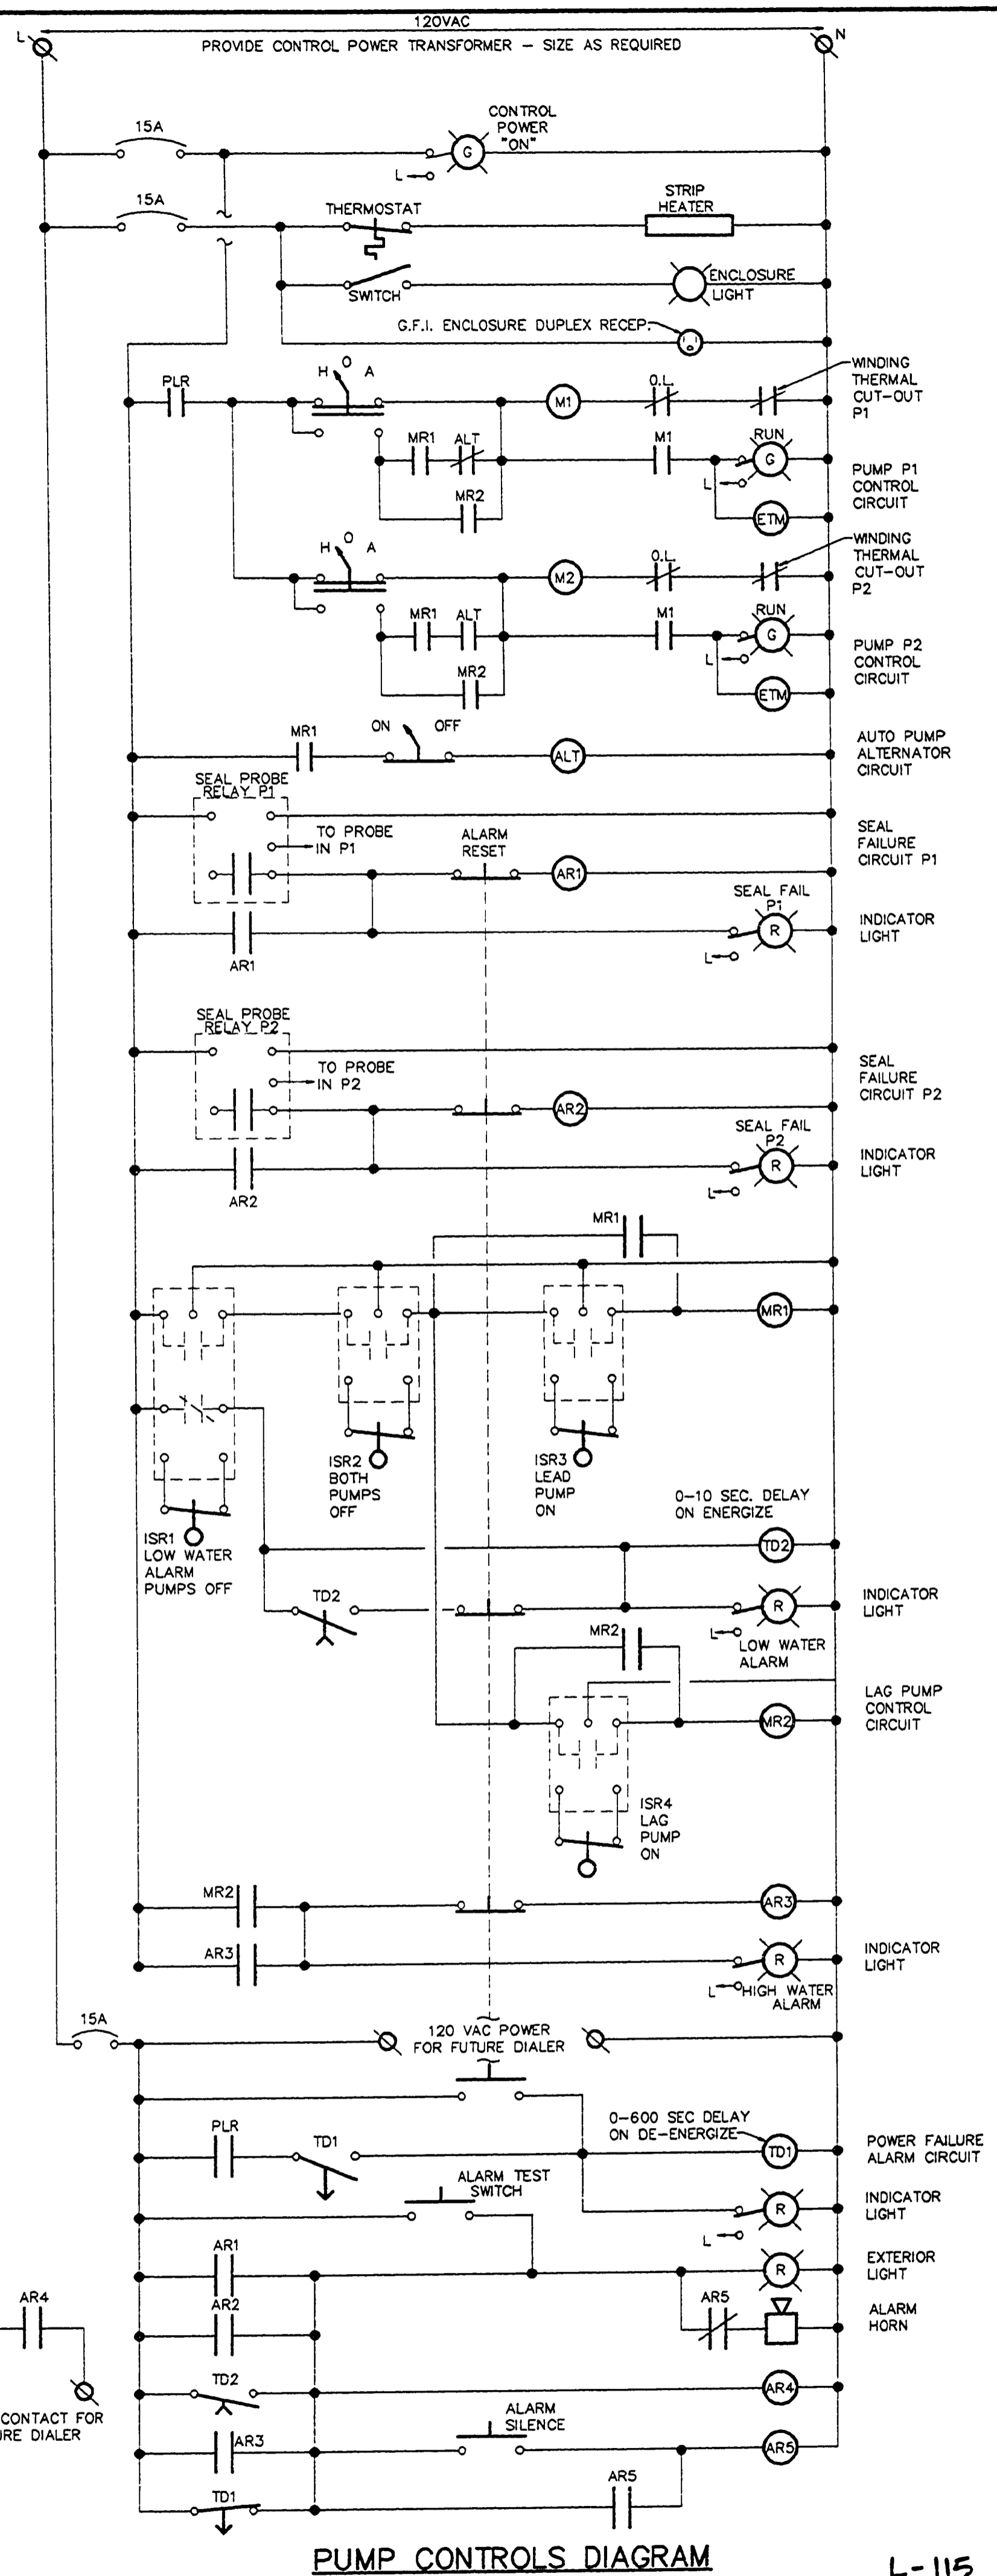 120VAC
L
N
PROVIDE CONTROL POWER TRANSFORMER – SIZE AS REQUIRED
15A
CONTROL
POWER
"ON"
G
L
15A
THERMOSTAT
STRIP
HEATER
SWITCH
ENCLOSURE
LIGHT
G.F.I. ENCLOSURE DUPLEX RECEP.
PLR
H O A
M1
O.L.
WINDING
THERMAL
CUT-OUT
P1
MR1
ALT
M1
RUN
G
L
MR2
ETM
PUMP P1
CONTROL
CIRCUIT
H O A
M2
O.L.
WINDING
THERMAL
CUT-OUT
P2
MR1
ALT
M1
RUN
G
L
MR2
ETM
PUMP P2
CONTROL
CIRCUIT
MR1
ON OFF
ALT
AUTO PUMP
ALTERNATOR
CIRCUIT
SEAL PROBE
RELAY P1
TO PROBE
IN P1
ALARM
RESET
AR1
SEAL
FAILURE
CIRCUIT P1
AR1
SEAL FAIL
P1
R
L
INDICATOR
LIGHT
SEAL PROBE
RELAY P2
TO PROBE
IN P2
AR2
SEAL
FAILURE
CIRCUIT P2
AR2
SEAL FAIL
P2
R
L
INDICATOR
LIGHT
MR1
MR1
ISR1
LOW WATER
ALARM
PUMPS OFF
ISR2
BOTH
PUMPS
OFF
ISR3
LEAD
PUMP
ON
0-10 SEC. DELAY
ON ENERGIZE
TD2
TD2
R
L
LOW WATER
ALARM
INDICATOR
LIGHT
MR2
MR2
LAG PUMP
CONTROL
CIRCUIT
ISR4
LAG
PUMP
ON
MR2
AR3
AR3
R
L
HIGH WATER
ALARM
INDICATOR
LIGHT
15A
120 VAC POWER
FOR FUTURE DIALER
PLR
TD1
0-600 SEC DELAY
ON DE-ENERGIZE
TD1
POWER FAILURE
ALARM CIRCUIT
ALARM TEST
SWITCH
R
L
INDICATOR
LIGHT
AR1
R
EXTERIOR
LIGHT
AR4
AR2
AR5
ALARM
HORN
TD2
AR4
CONTACT FOR
URE DIALER
AR3
ALARM
SILENCE
AR5
TD1
AR5
PUMP CONTROLS DIAGRAM
L-115